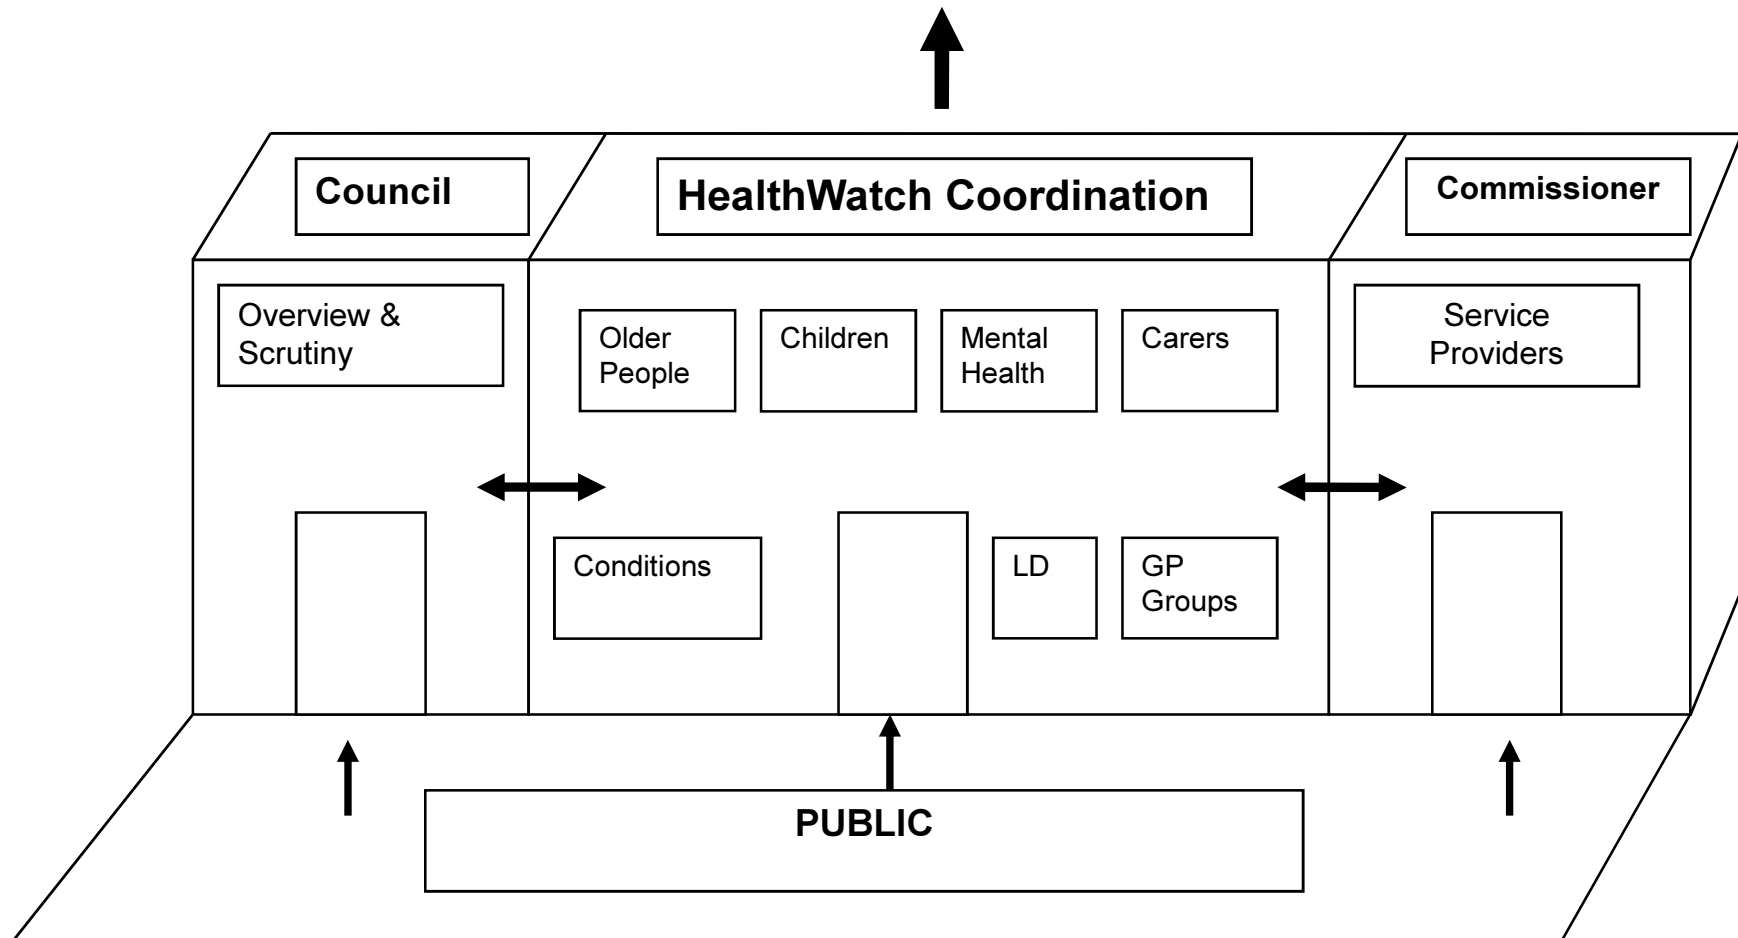 Council
HealthWatch Coordination
Commissioner
Overview &
Scrutiny
Older
People
Children
Mental
Health
Carers
Service
Providers
Conditions
LD
GP
Groups
PUBLIC